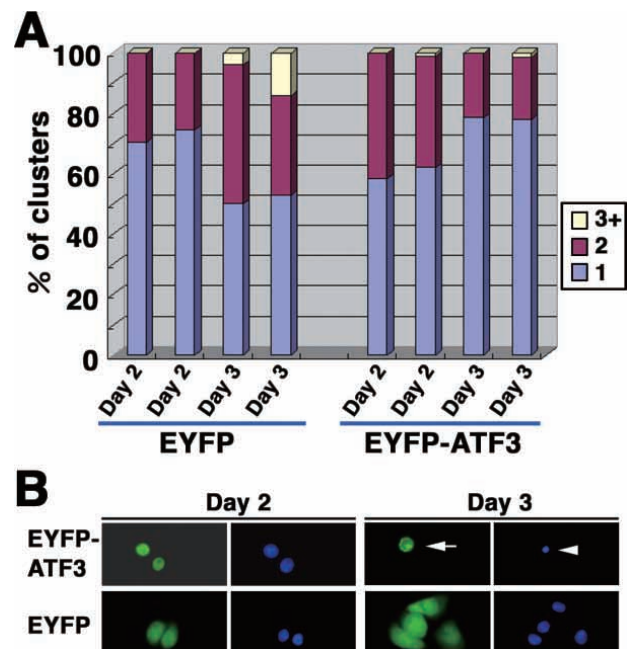 A
% of clusters
100
80
60
40
20
0
3+
2
1
Day 2 Day 2 Day 3 Day 3 Day 2 Day 2 Day 3 Day 3
EYFP EYFP-ATF3
B
Day 2 Day 3
EYFP-
ATF3
EYFP